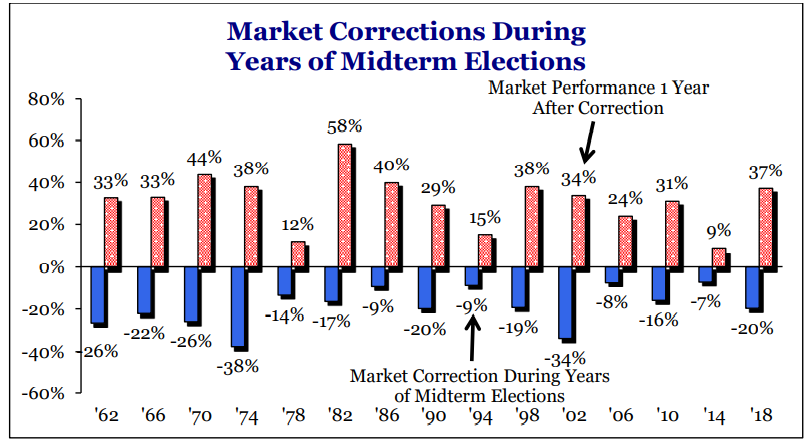 Market Corrections During
Years of Midterm Elections
Market Performance 1 Year
After Correction
80%
60%
40%
20%
0%
-20%
-40%
-60%
33% 33% 44% 38% 12% 58% 40% 29% 15% 38% 34% 24% 31% 9% 37%
-26% -22% -26% -38% -14% -17% -9% -20% -9% -19% -34% -8% -16% -7% -20%
Market Correction During Years
of Midterm Elections
'62 '66 '70 '74 '78 '82 '86 '90 '94 '98 '02 '06 '10 '14 '18